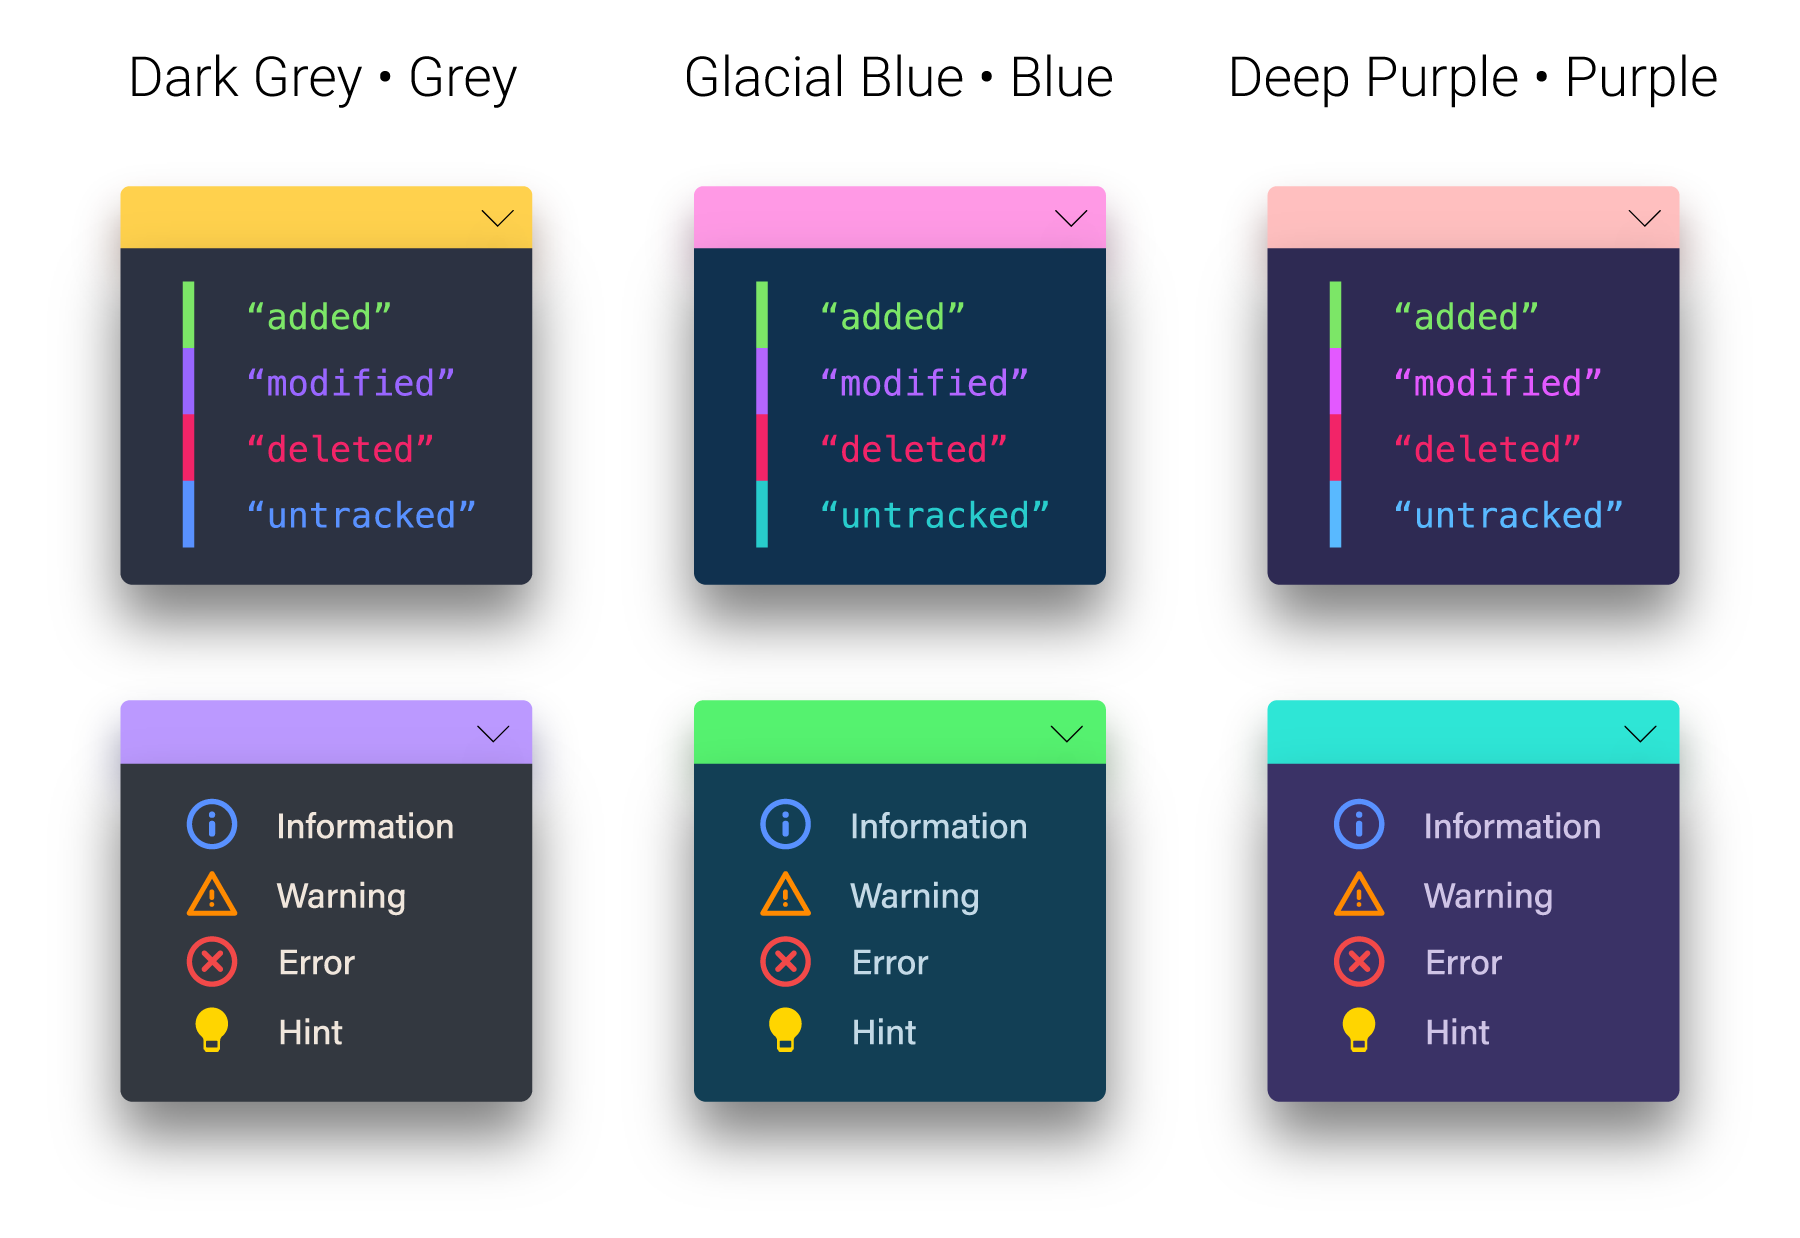 Dark Grey • Grey
Glacial Blue • Blue
Deep Purple • Purple
“added”
“modified”
“deleted”
“untracked”
“added”
“modified”
“deleted”
“untracked”
“added”
“modified”
“deleted”
“untracked”
Information
Warning
Error
Hint
Information
Warning
Error
Hint
Information
Warning
Error
Hint